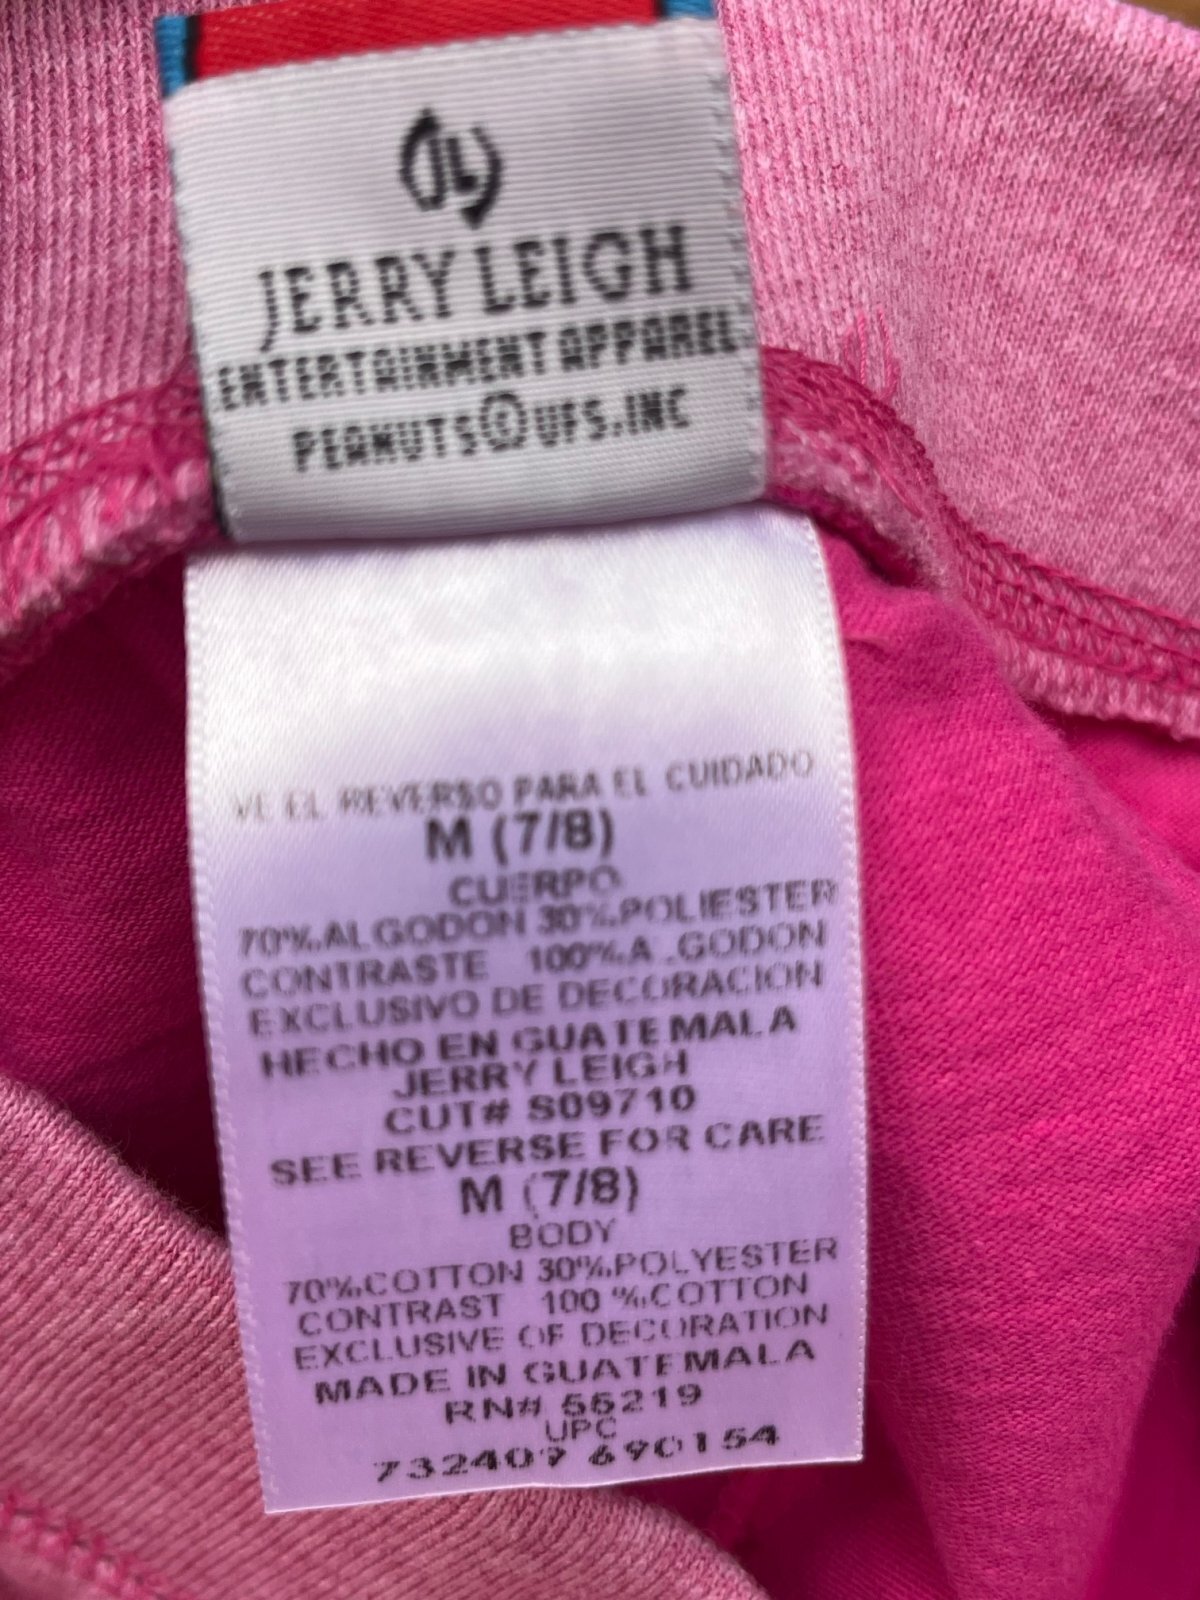 JL
JERRY LEIGH
ENTERTAINMENT APPAREL
PEANUTS © UFS, INC
VE EL REVERSO PARA EL CUIDADO
M (7/8)
CUERPO
70% ALGODON 30% POLIESTER
CONTRASTE 100% ALGODON
EXCLUSIVO DE DECORACION
HECHO EN GUATEMALA
JERRY LEIGH
CUT# S09710
SEE REVERSE FOR CARE
M (7/8)
BODY
70% COTTON 30% POLYESTER
CONTRAST 100 % COTTON
EXCLUSIVE OF DECORATION
MADE IN GUATEMALA
RN# 56219
UPC
732407 690154